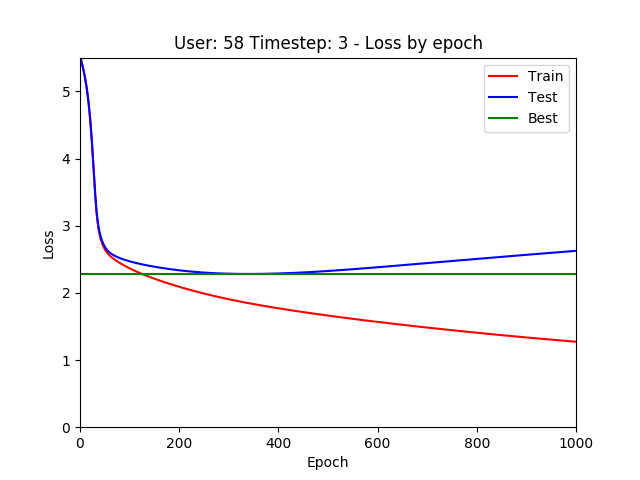 User: 58 Timestep: 3 - Loss by epoch
Train
Test
Best
Loss
5
4
3
2
1
0
0 200 400 600 800 1000
Epoch